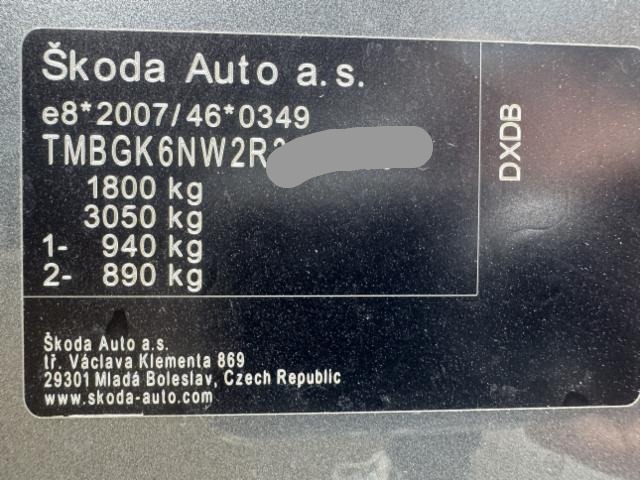 Škoda Auto a.s.
e8*2007/46*0349
TMBGK6NW2R
1800 kg
3050 kg
1- 940 kg
2- 890 kg
DXDB
Škoda Auto a.s.
tř. Václava Klementa 869
29301 Mladá Boleslav, Czech Republic
www.skoda-auto.com